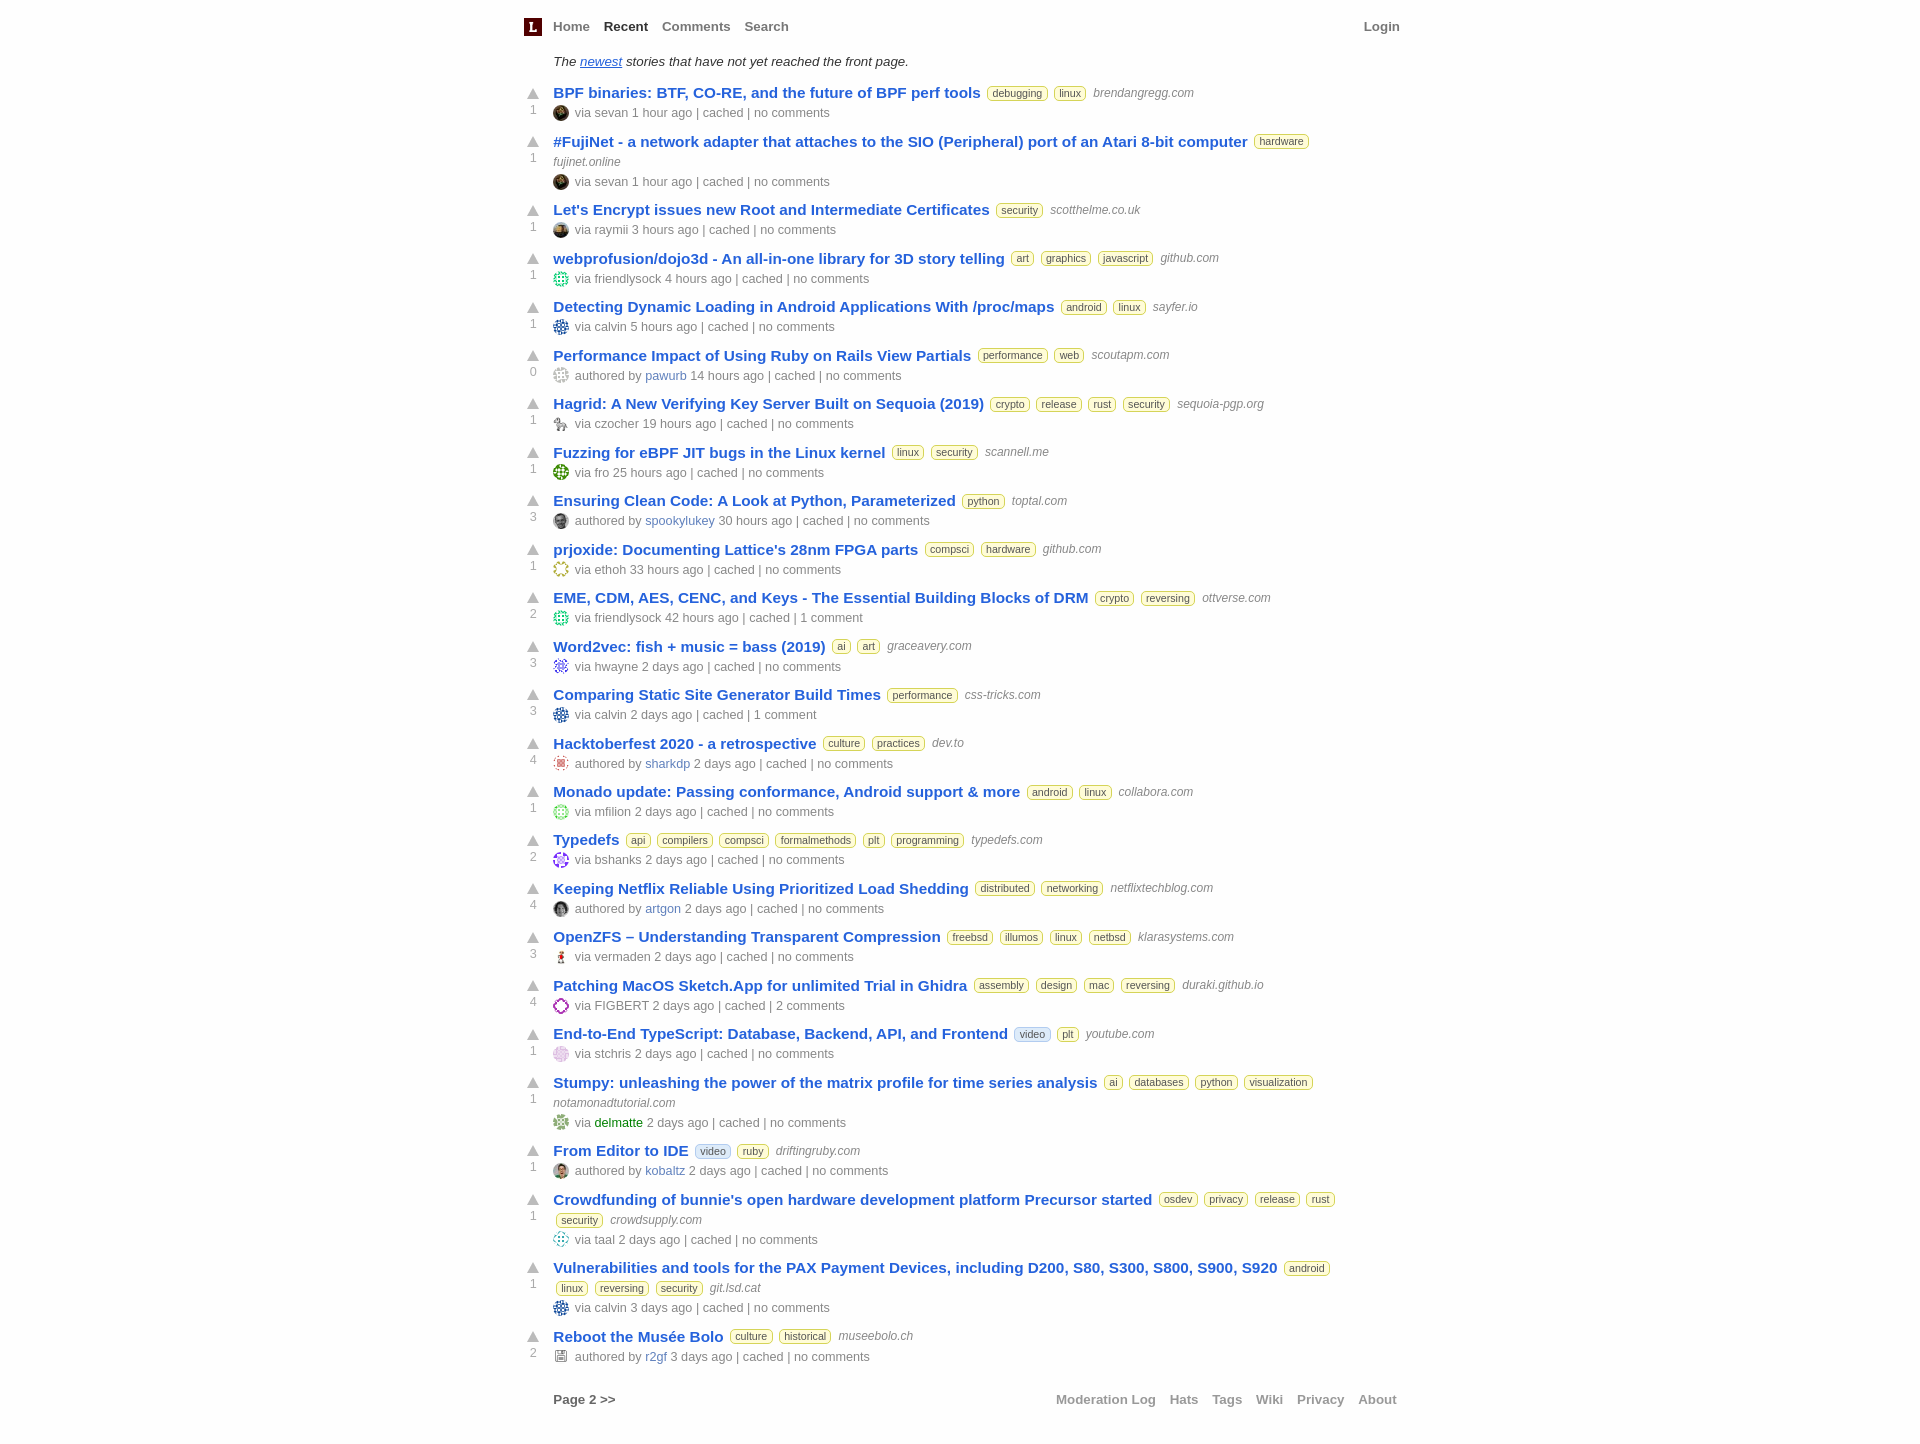 L Home Recent Comments Search Login
The newest stories that have not yet reached the front page.
BPF binaries: BTF, CO-RE, and the future of BPF perf tools debugging linux brendangregg.com
1 via sevan 1 hour ago | cached | no comments
#FujiNet - a network adapter that attaches to the SIO (Peripheral) port of an Atari 8-bit computer hardware
1 fujinet.online
via sevan 1 hour ago | cached | no comments
Let's Encrypt issues new Root and Intermediate Certificates security scotthelme.co.uk
1 via raymii 3 hours ago | cached | no comments
webprofusion/dojo3d - An all-in-one library for 3D story telling art graphics javascript github.com
1 via friendlysock 4 hours ago | cached | no comments
Detecting Dynamic Loading in Android Applications With /proc/maps android linux sayfer.io
1 via calvin 5 hours ago | cached | no comments
Performance Impact of Using Ruby on Rails View Partials performance web scoutapm.com
0 authored by pawurb 14 hours ago | cached | no comments
Hagrid: A New Verifying Key Server Built on Sequoia (2019) crypto release rust security sequoia-pgp.org
1 via czocher 19 hours ago | cached | no comments
Fuzzing for eBPF JIT bugs in the Linux kernel linux security scannell.me
1 via fro 25 hours ago | cached | no comments
Ensuring Clean Code: A Look at Python, Parameterized python toptal.com
3 authored by spookylukey 30 hours ago | cached | no comments
prjoxide: Documenting Lattice's 28nm FPGA parts compsci hardware github.com
1 via ethoh 33 hours ago | cached | no comments
EME, CDM, AES, CENC, and Keys - The Essential Building Blocks of DRM crypto reversing ottverse.com
2 via friendlysock 42 hours ago | cached | 1 comment
Word2vec: fish + music = bass (2019) ai art graceavery.com
3 via hwayne 2 days ago | cached | no comments
Comparing Static Site Generator Build Times performance css-tricks.com
3 via calvin 2 days ago | cached | 1 comment
Hacktoberfest 2020 - a retrospective culture practices dev.to
4 authored by sharkdp 2 days ago | cached | no comments
Monado update: Passing conformance, Android support & more android linux collabora.com
1 via mfilion 2 days ago | cached | no comments
Typedefs api compilers compsci formalmethods plt programming typedefs.com
2 via bshanks 2 days ago | cached | no comments
Keeping Netflix Reliable Using Prioritized Load Shedding distributed networking netflixtechblog.com
4 authored by artgon 2 days ago | cached | no comments
OpenZFS – Understanding Transparent Compression freebsd illumos linux netbsd klarasystems.com
3 via vermaden 2 days ago | cached | no comments
Patching MacOS Sketch.App for unlimited Trial in Ghidra assembly design mac reversing duraki.github.io
4 via FIGBERT 2 days ago | cached | 2 comments
End-to-End TypeScript: Database, Backend, API, and Frontend video plt youtube.com
1 via stchris 2 days ago | cached | no comments
Stumpy: unleashing the power of the matrix profile for time series analysis ai databases python visualization
1 notamonadtutorial.com
via delmatte 2 days ago | cached | no comments
From Editor to IDE video ruby driftingruby.com
1 authored by kobaltz 2 days ago | cached | no comments
Crowdfunding of bunnie's open hardware development platform Precursor started osdev privacy release rust
1 security crowdsupply.com
via taal 2 days ago | cached | no comments
Vulnerabilities and tools for the PAX Payment Devices, including D200, S80, S300, S800, S900, S920 android
1 linux reversing security git.lsd.cat
via calvin 3 days ago | cached | no comments
Reboot the Musée Bolo culture historical museebolo.ch
2 authored by r2gf 3 days ago | cached | no comments
Page 2 >> Moderation Log Hats Tags Wiki Privacy About